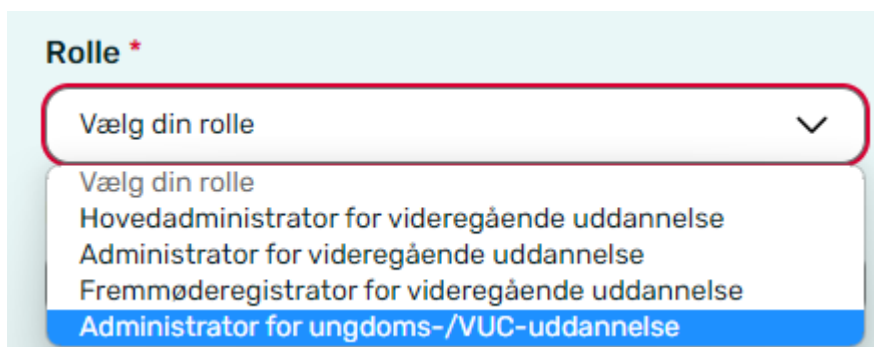 Rolle *
Vælg din rolle
Vælg din rolle
Hovedadministrator for videregående uddannelse
Administrator for videregående uddannelse
Fremmøderegistrator for videregående uddannelse
Administrator for ungdoms-/VUC-uddannelse